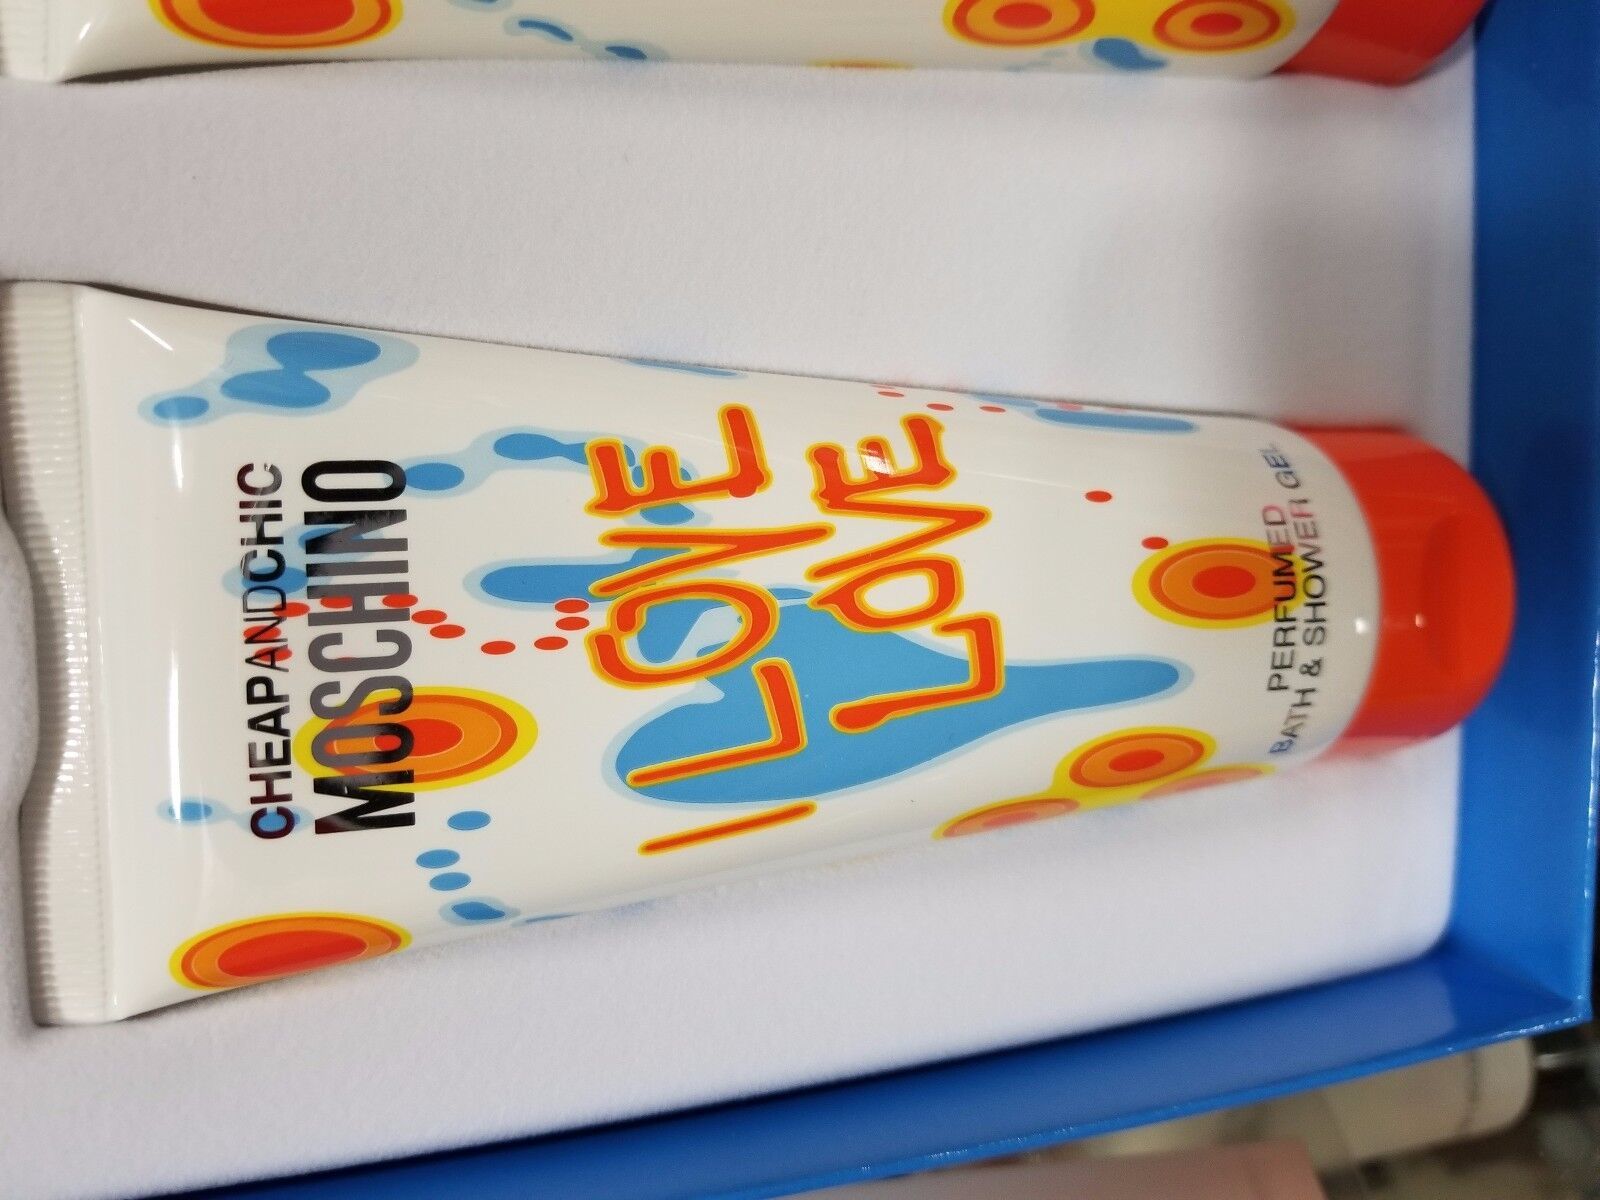 CHEAPANDCHIC
MOSCHINO
I LOVE
LOVE
PERFUMED
BATH & SHOWER GEL